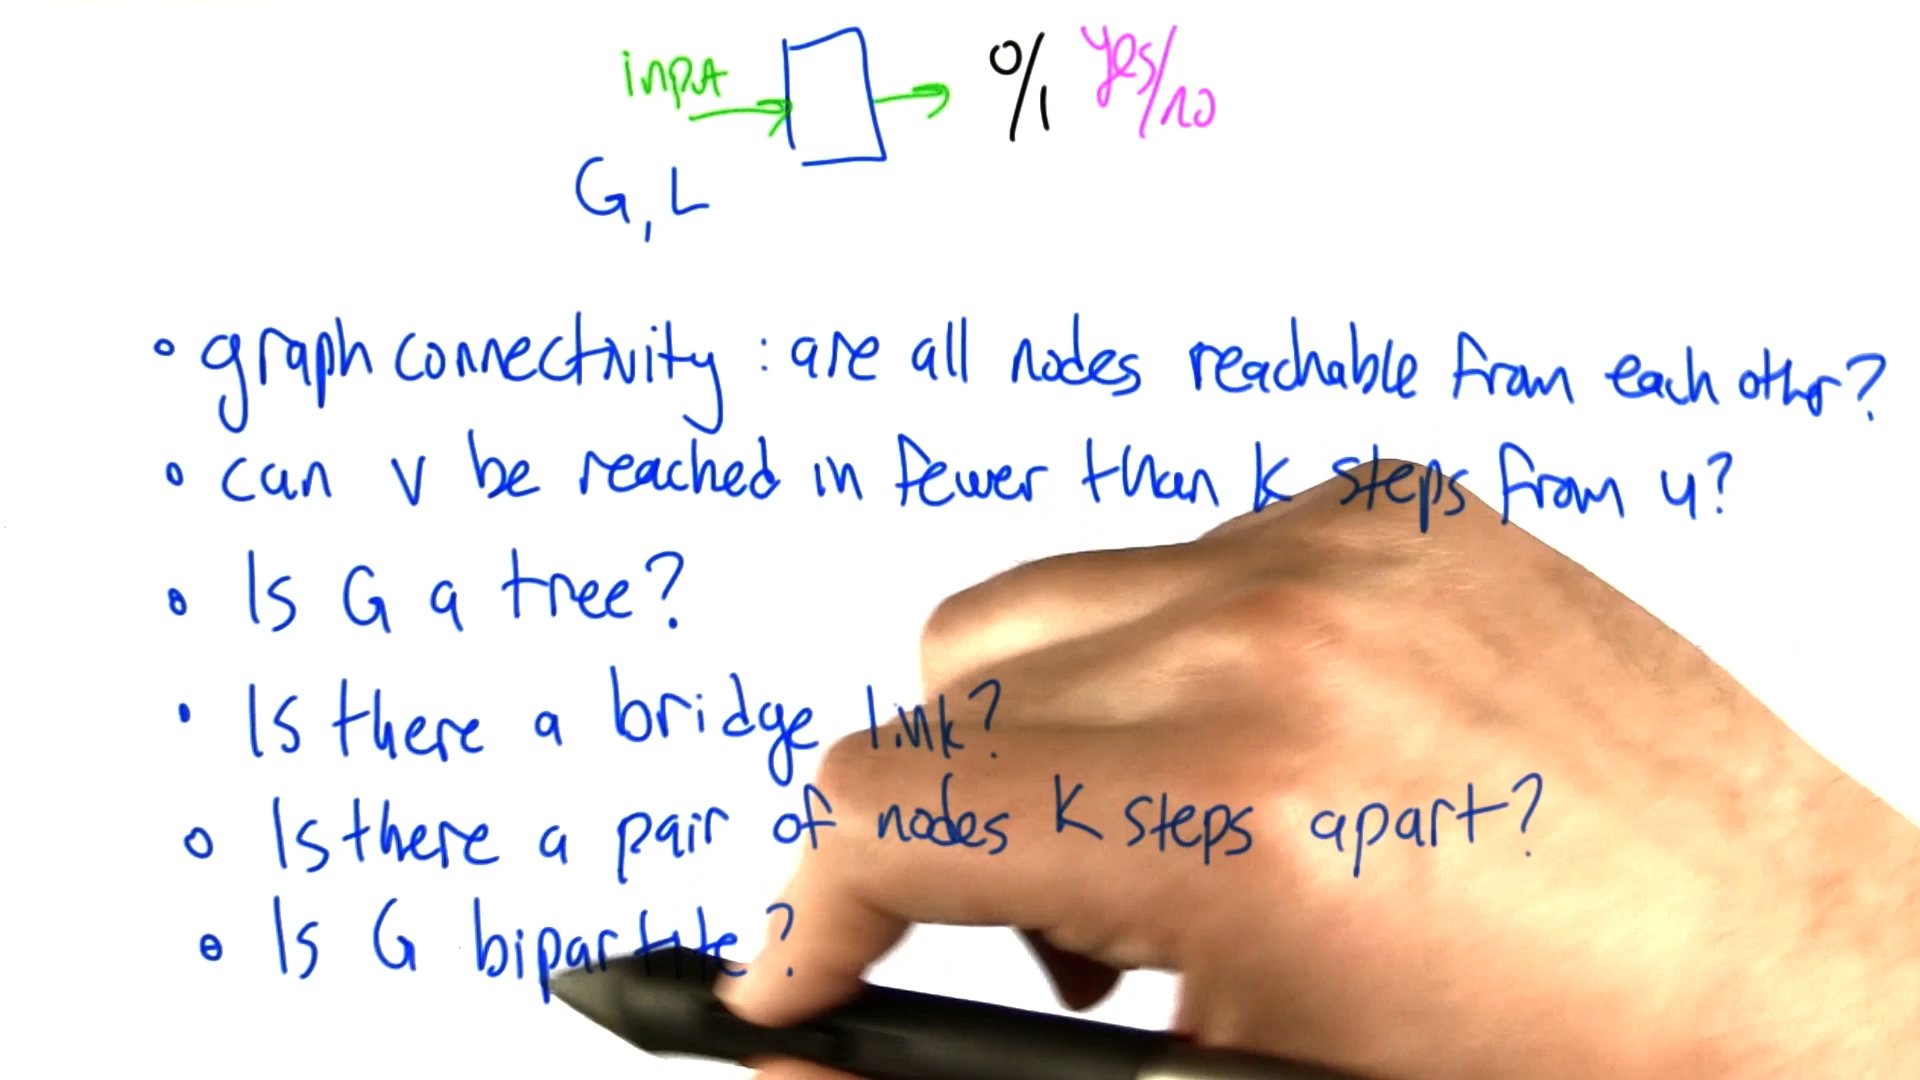 input 0/1 yes/no
G, L
• graph connectivity : are all nodes reachable from each other?
• can v be reached in fewer than k steps from u?
• Is G a tree?
• Is there a bridge link?
• Is there a pair of nodes k steps apart?
• Is G bipartite?